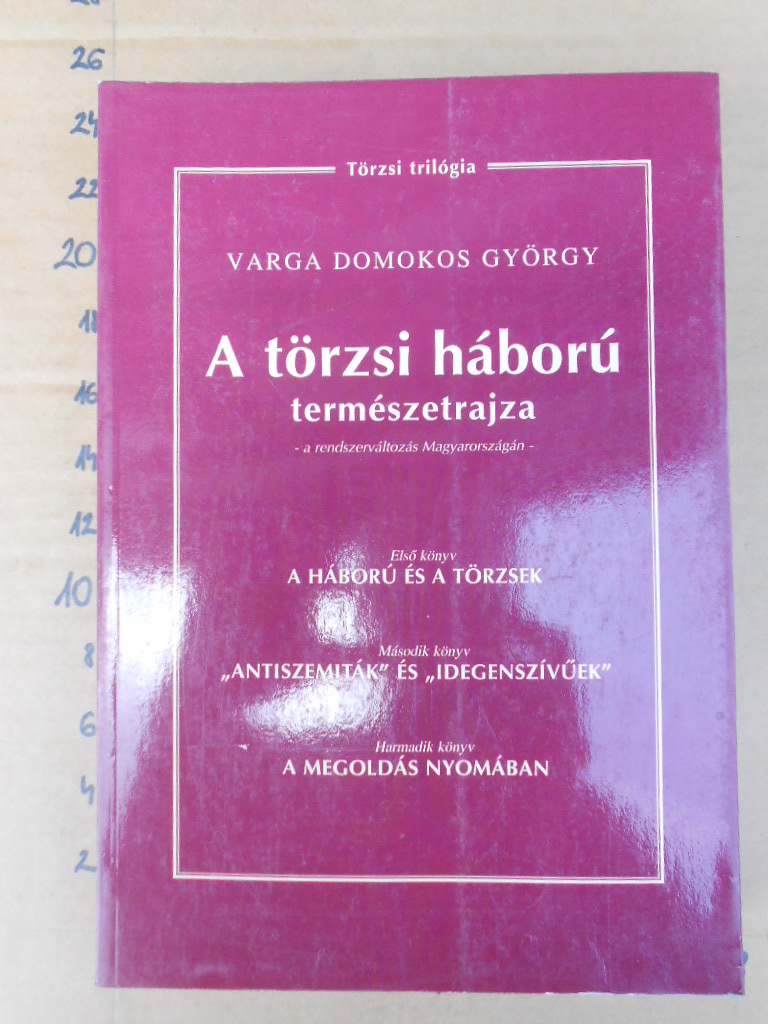 28
26
24
22
20
18
16
14
12
10
8
6
4
2
Törzsi trilógia
VARGA DOMOKOS GYÖRGY
A törzsi háború
természetrajza
- a rendszerváltozás Magyarországán -
Első könyv
A HÁBORÚ ÉS A TÖRZSEK
Második könyv
„ANTISZEMITÁK” ÉS „IDEGENSZÍVŰEK”
Harmadik könyv
A MEGOLDÁS NYOMÁBAN